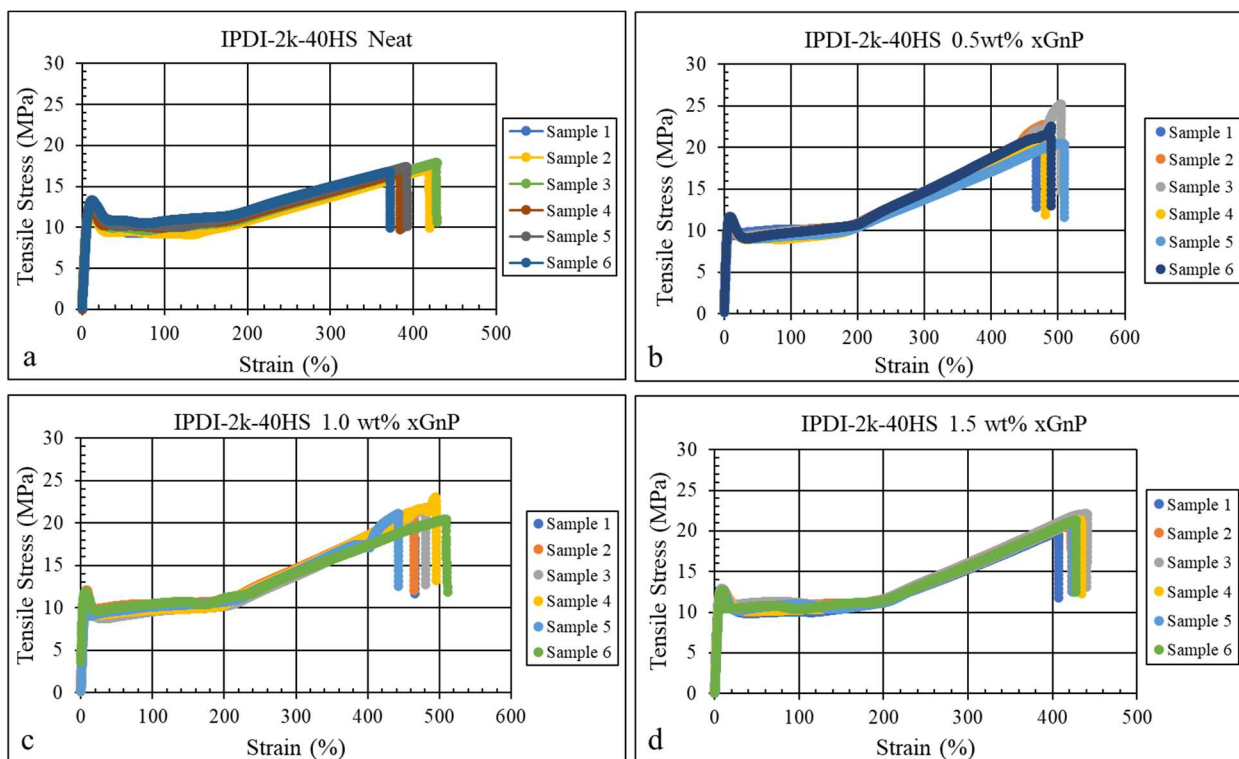 IPDI-2k-40HS Neat
Tensile Stress (MPa)
30
25
20
15
10
5
0
0 100 200 300 400 500
Strain (%)
Sample 1
Sample 2
Sample 3
Sample 4
Sample 5
Sample 6
a
IPDI-2k-40HS 0.5wt% xGnP
Tensile Stress (MPa)
30
25
20
15
10
5
0
0 100 200 300 400 500 600
Strain (%)
Sample 1
Sample 2
Sample 3
Sample 4
Sample 5
Sample 6
b
IPDI-2k-40HS 1.0 wt% xGnP
Tensile Stress (MPa)
30
25
20
15
10
5
0
0 100 200 300 400 500 600
Strain (%)
Sample 1
Sample 2
Sample 3
Sample 4
Sample 5
Sample 6
c
IPDI-2k-40HS 1.5 wt% xGnP
Tensile Stress (MPa)
30
25
20
15
10
5
0
0 100 200 300 400 500
Strain (%)
Sample 1
Sample 2
Sample 3
Sample 4
Sample 5
Sample 6
d